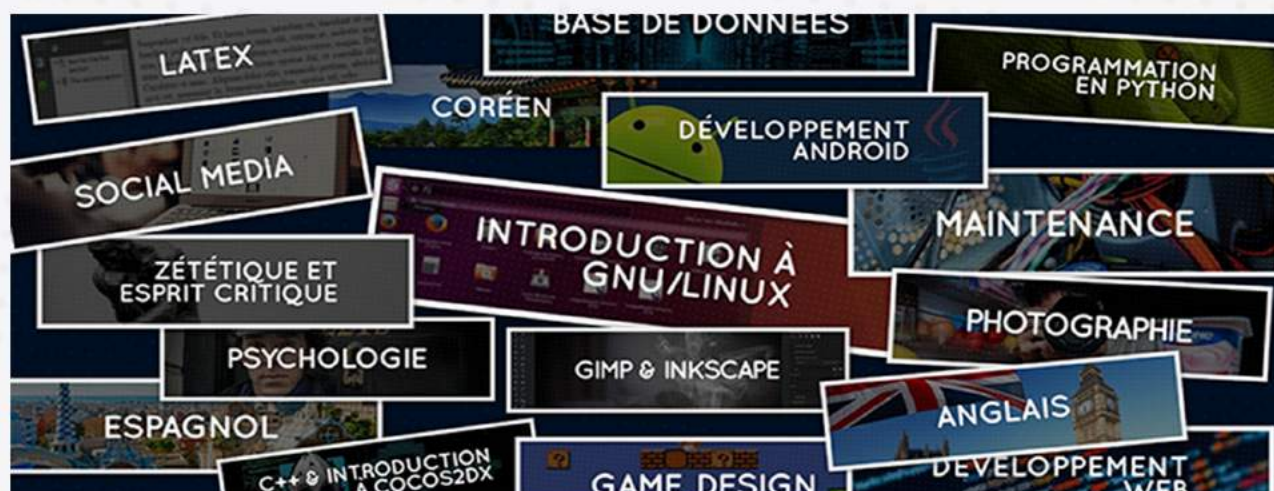 BASE DE DONNÉES
LATEX
PROGRAMMATION
EN PYTHON
CORÉEN
DÉVELOPPEMENT
ANDROID
SOCIAL MEDIA
INTRODUCTION À
GNU/LINUX
MAINTENANCE
ZÉTÉTIQUE ET
ESPRIT CRITIQUE
PHOTOGRAPHIE
PSYCHOLOGIE
GIMP & INKSCAPE
ANGLAIS
ESPAGNOL
C++ & INTRODUCTION
À COCOS2DX
GAME DESIGN
DÉVELOPPEMENT
WEB